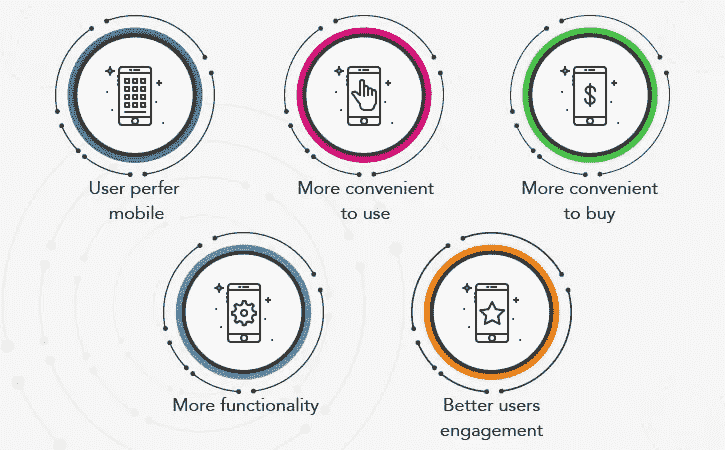 User perfer
mobile
More convenient
to use
More convenient
to buy
More functionality
Better users
engagement